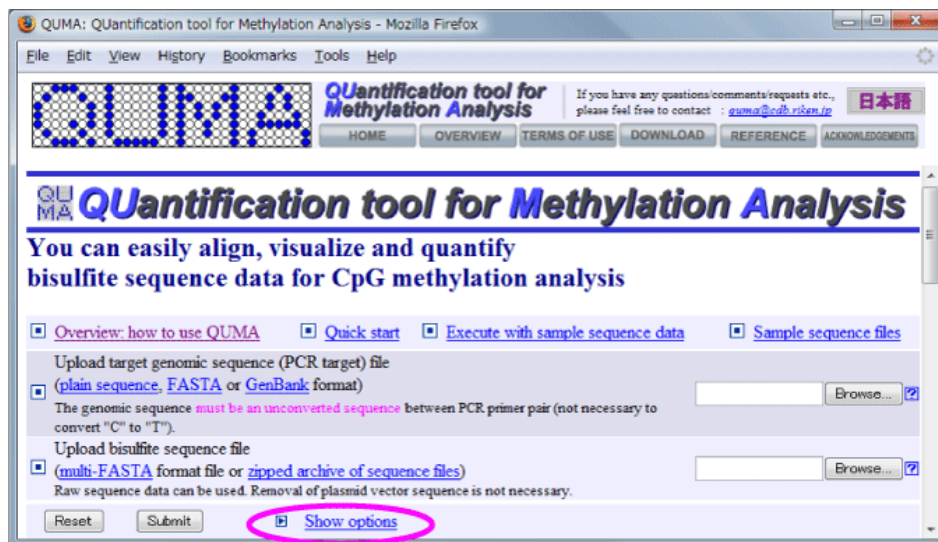 QUMA: QUantification tool for Methylation Analysis - Mozilla Firefox
File Edit View History Bookmarks Tools Help
QUMA
QUantification tool for
Methylation Analysis
If you have any questions/comments/requests etc.,
please feel free to contact : quma@cdb.riken.jp
日本語
HOME OVERVIEW TERMS OF USE DOWNLOAD REFERENCE ACKNOWLEDGEMENTS
QU
MA
QUantification tool for Methylation Analysis
You can easily align, visualize and quantify
bisulfite sequence data for CpG methylation analysis
Overview: how to use QUMA Quick start Execute with sample sequence data Sample sequence files
Upload target genomic sequence (PCR target) file
(plain sequence, FASTA or GenBank format)
Browse... ?
The genomic sequence must be an unconverted sequence between PCR primer pair (not necessary to
convert "C" to "T").
Upload bisulfite sequence file
(multi-FASTA format file or zipped archive of sequence files)
Browse... ?
Raw sequence data can be used. Removal of plasmid vector sequence is not necessary.
Reset Submit Show options